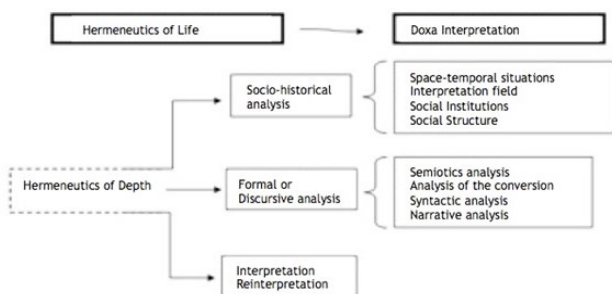 Hermeneutics of Life
Doxa Interpretation
Socio-historical
analysis
Space-temporal situations
Interpretation field
Social Institutions
Social Structure
Hermeneutics of Depth
Formal or
Discursive analysis
Semiotics analysis
Analysis of the conversion
Syntactic analysis
Narrative analysis
Interpretation
Reinterpretation